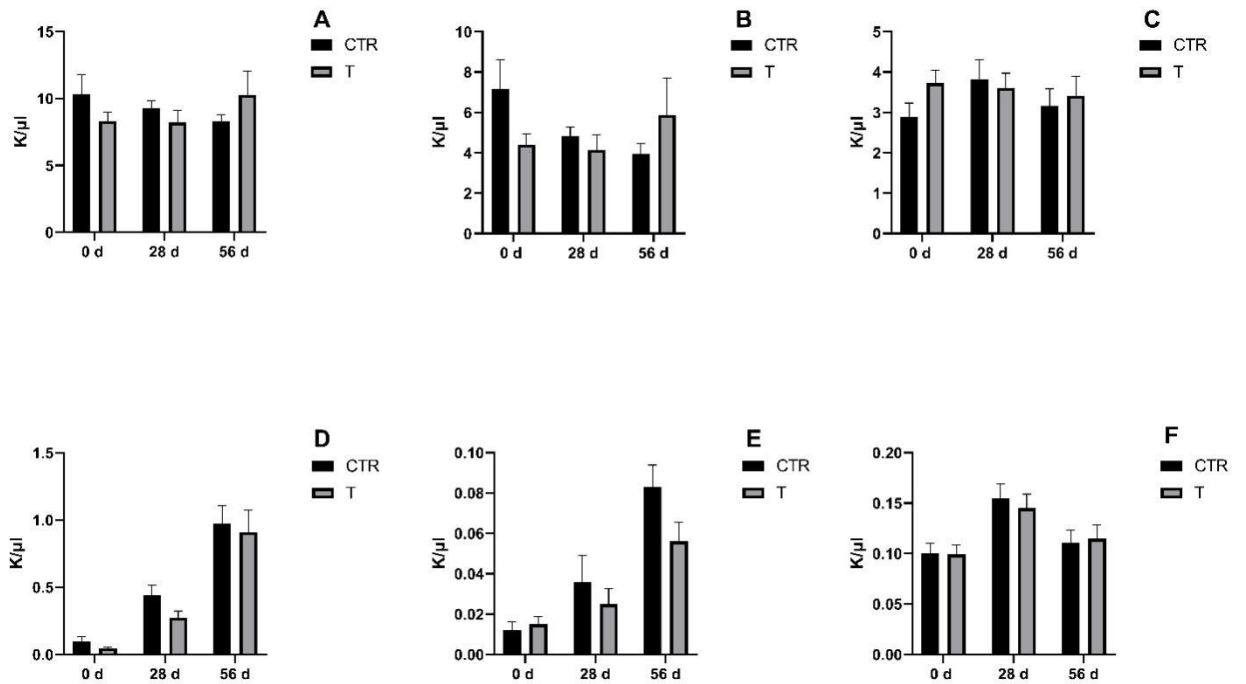 A
CTR
T
15
10
5
0
K/µl
0 d 28 d 56 d
B
CTR
T
10
8
6
4
2
0
K/µl
0 d 28 d 56 d
C
CTR
T
5
4
3
2
1
0
K/µl
0 d 28 d 56 d
D
CTR
T
1.5
1.0
0.5
0.0
K/µl
0 d 28 d 56 d
E
CTR
T
0.10
0.08
0.06
0.04
0.02
0.00
K/µl
0 d 28 d 56 d
F
CTR
T
0.20
0.15
0.10
0.05
0.00
K/µl
0 d 28 d 56 d